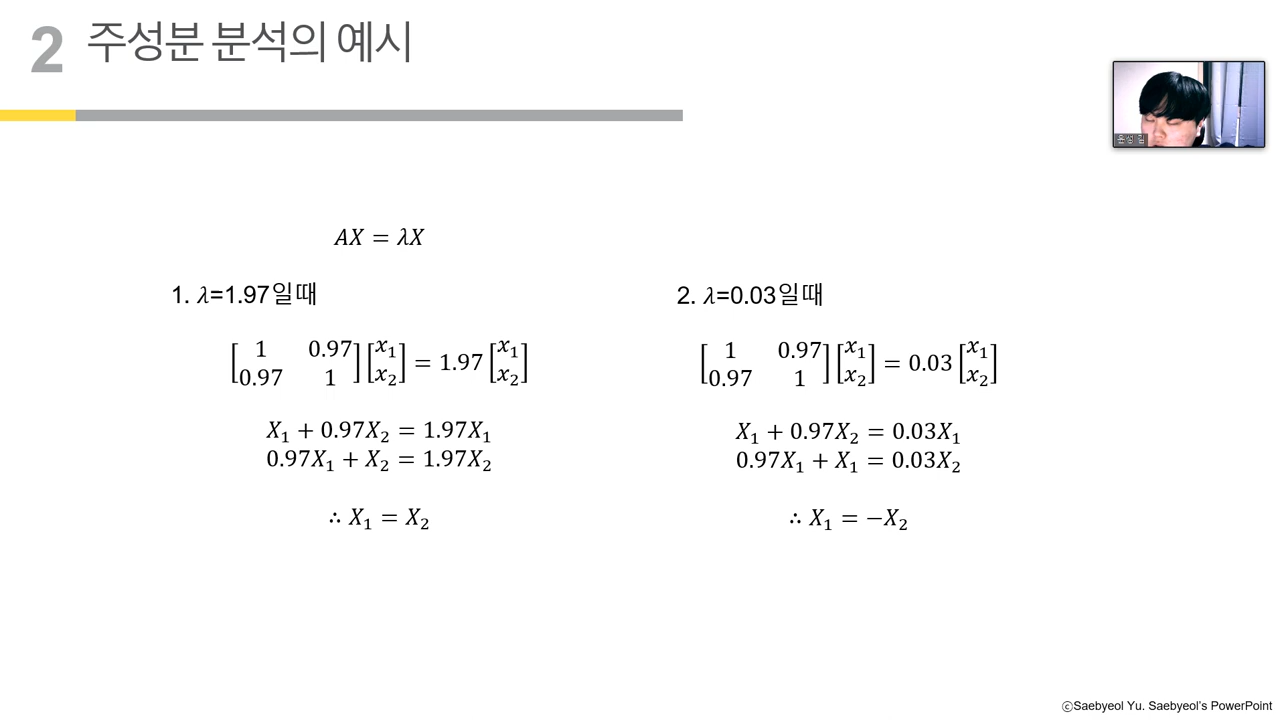 2 주성분 분석의 예시
윤성 김
AX = λX
1. λ=1.97일때
[1 0.97; 0.97 1] [x₁; x₂] = 1.97 [x₁; x₂]
X₁ + 0.97X₂ = 1.97X₁
0.97X₁ + X₂ = 1.97X₂
∴ X₁ = X₂
2. λ=0.03일때
[1 0.97; 0.97 1] [x₁; x₂] = 0.03 [x₁; x₂]
X₁ + 0.97X₂ = 0.03X₁
0.97X₁ + X₁ = 0.03X₂
∴ X₁ = −X₂
ⓒSaebyeol Yu. Saebyeol's PowerPoint